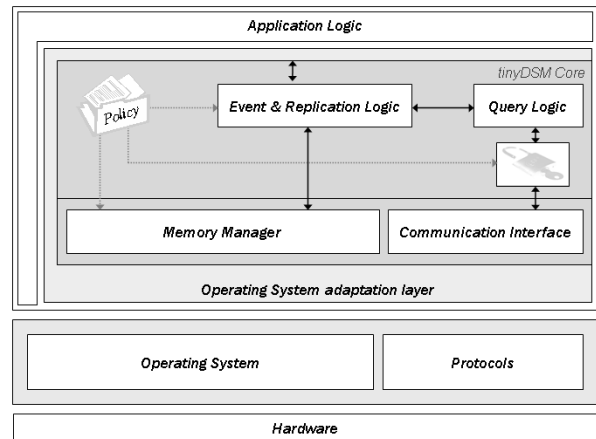 Application Logic
tinyDSM Core
Policy
Event & Replication Logic
Query Logic
Memory Manager
Communication Interface
Operating System adaptation layer
Operating System
Protocols
Hardware